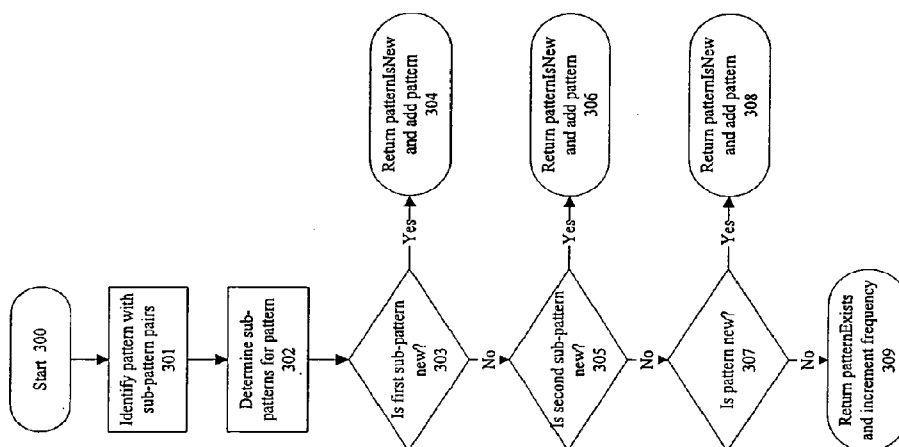 Start 300
Identify pattern with
sub-pattern pairs
301
Determine sub-
patterns for pattern
302
Is first sub-pattern
new?
303
Yes
Return patternIsNew
and add pattern
304
No
Is second sub-pattern
new?
305
Yes
Return patternIsNew
and add pattern
306
No
Is pattern new?
307
Yes
Return patternIsNew
and add pattern
308
No
Return patternExists
and increment frequency
309